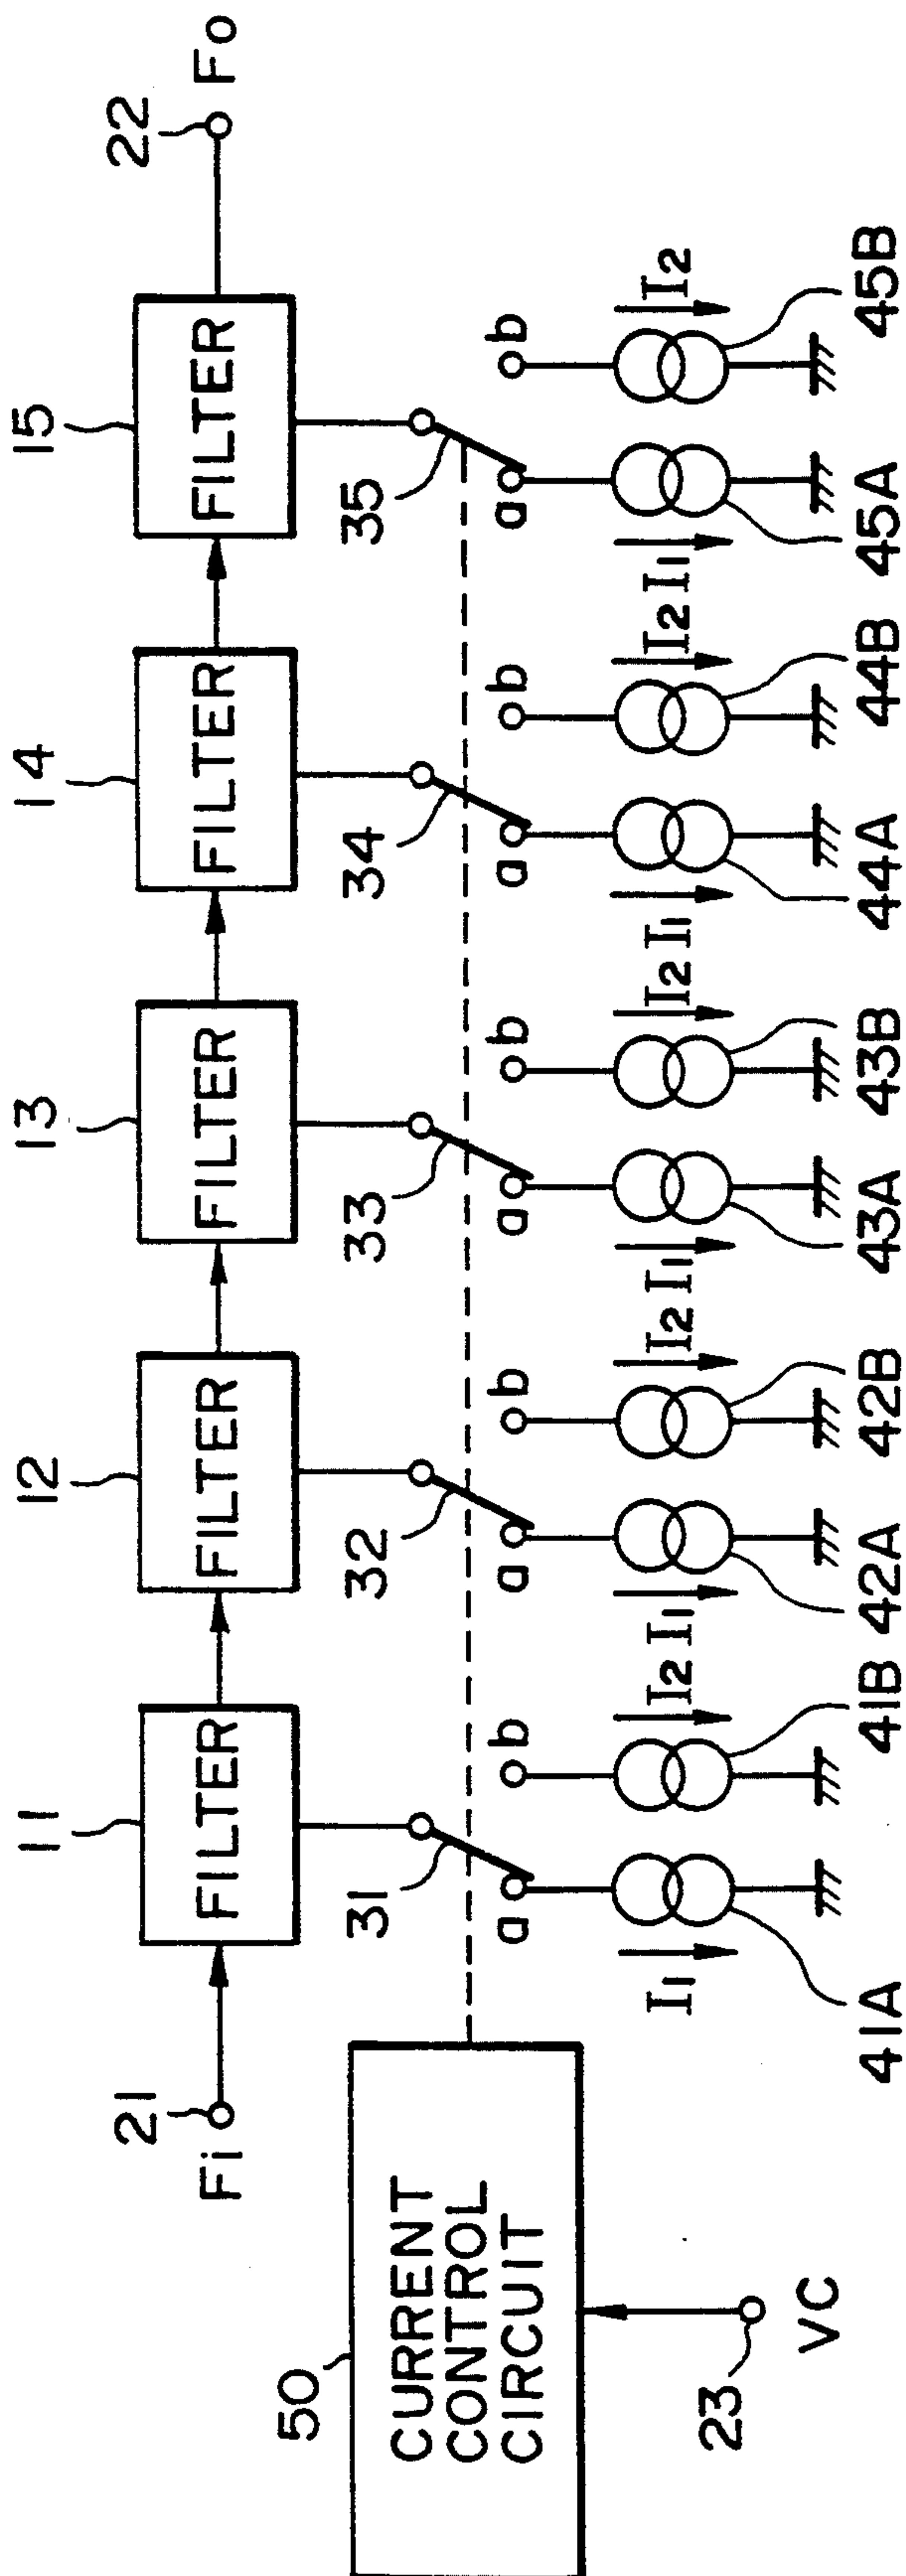 11 12 13 14 15
21 22
Fi FILTER FILTER FILTER FILTER FILTER Fo
50
31 32 33 34 35
CURRENT
CONTROL
CIRCUIT
a b a b a b a b a b
I1 I2 I1 I2 I1 I2 I1 I2 I1 I2
23
VC
41A 41B 42A 42B 43A 43B 44A 44B 45A 45B